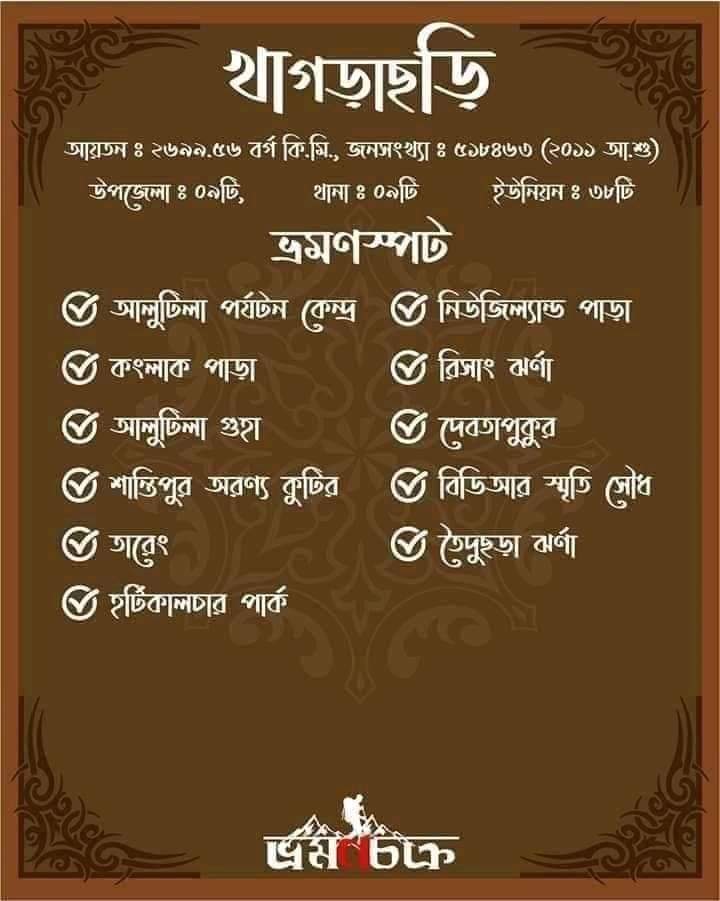 খাগড়াছড়ি
আয়তন ঃ ২৬৯৯.৫৬ বর্গ কি.মি., জনসংখ্যা ঃ ৫১৮৪৬৩ (২০১১ আ.শু)
উপজেলা ঃ ০৯টি, থানা ঃ ০৯টি ইউনিয়ন ঃ ৩৮টি
ভ্রমণস্পট
আলুটিলা পর্যটন কেন্দ্র নিউজিল্যান্ড পাড়া
কংলাক পাড়া রিসাং ঝর্ণা
আলুটিলা গুহা দেবতাপুকুর
শান্তিপুর অরণ্য কুটির বিডিআর স্মৃতি সৌধ
তারেং তৈদুছড়া ঝর্ণা
হর্টিকালচার পার্ক
ভ্রমণচক্র